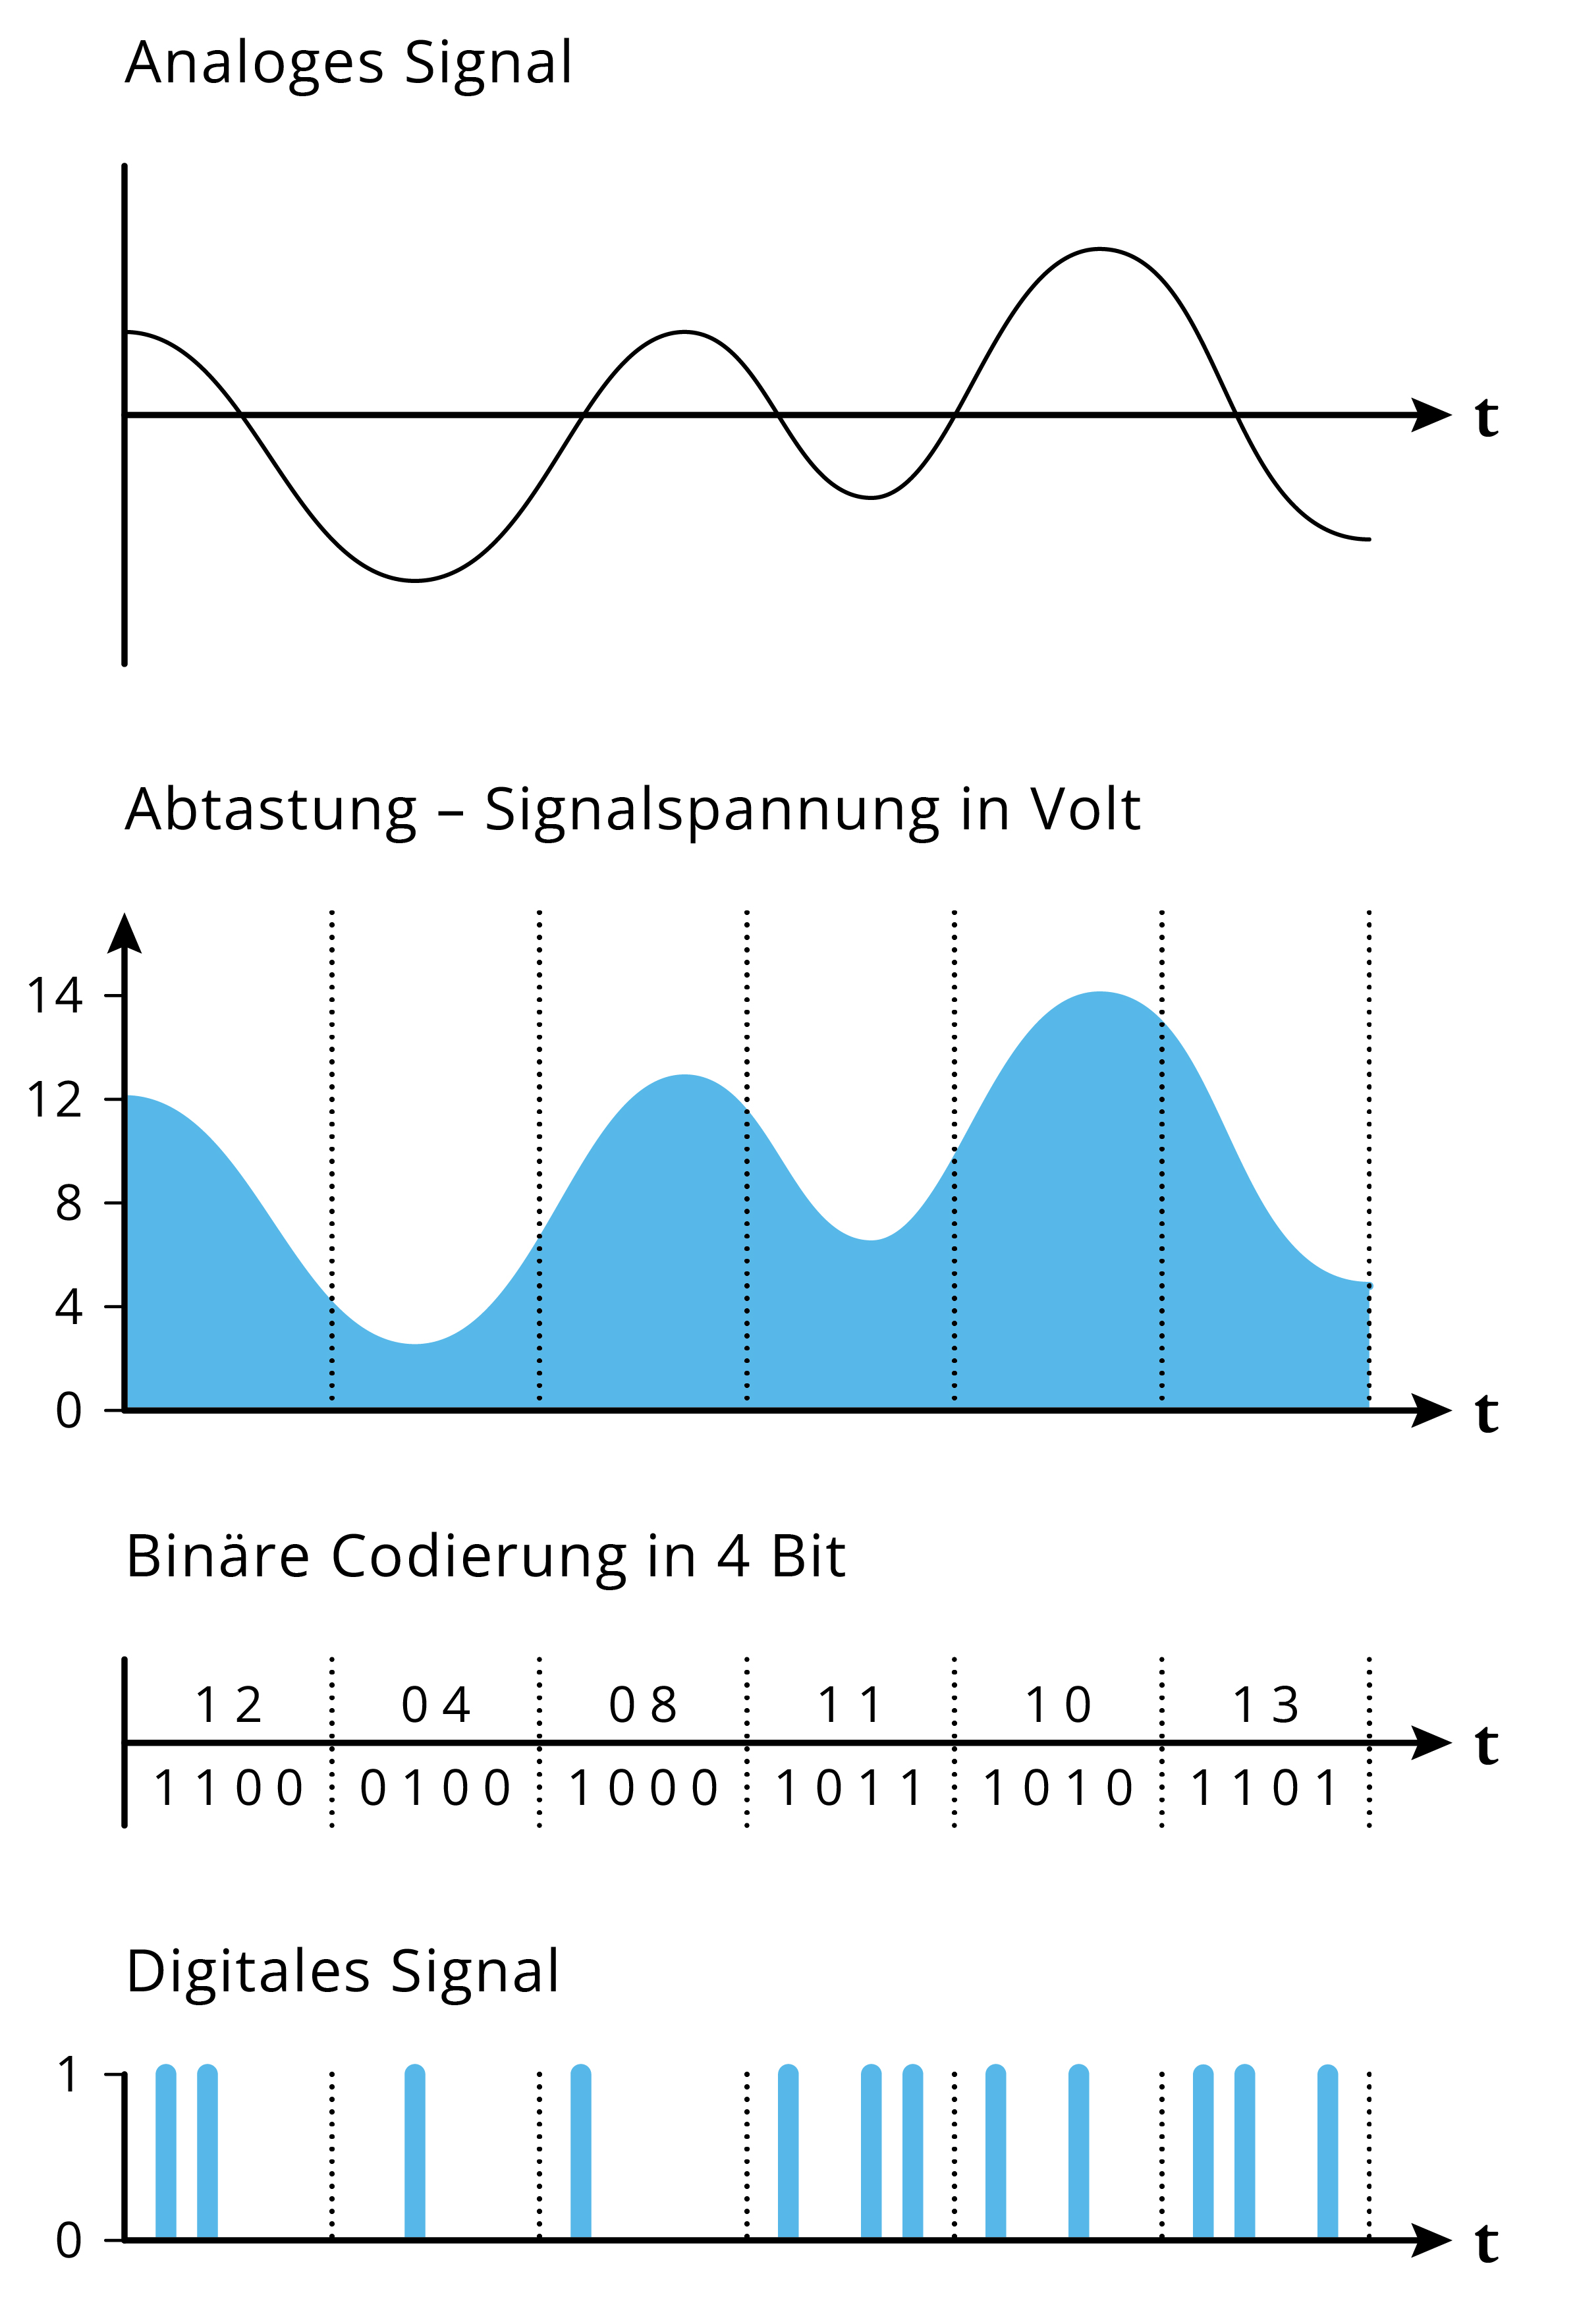 Analoges Signal
t
Abtastung – Signalspannung in Volt
14
12
8
4
0
t
Binäre Codierung in 4 Bit
12 04 08 11 10 13
t
1100 0100 1000 1011 1010 1101
Digitales Signal
1
0
t